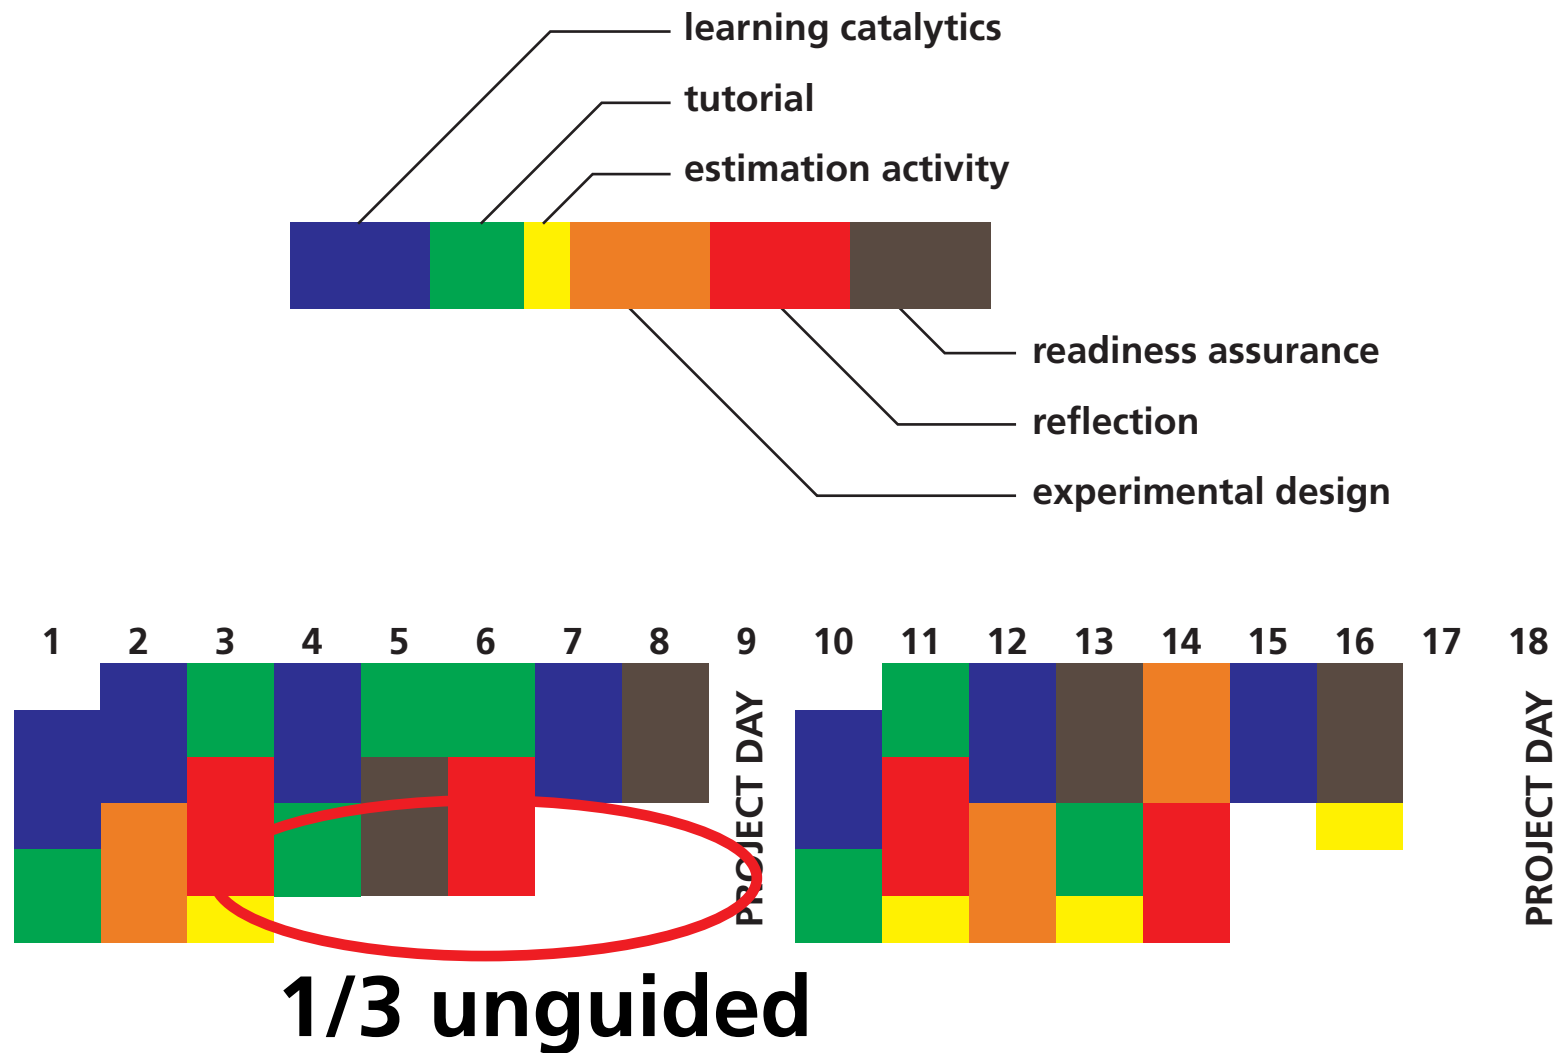 learning catalytics
tutorial
estimation activity
readiness assurance
reflection
experimental design
1 2 3 4 5 6 7 8 9 10 11 12 13 14 15 16 17 18
PROJECT DAY
PROJECT DAY
1/3 unguided